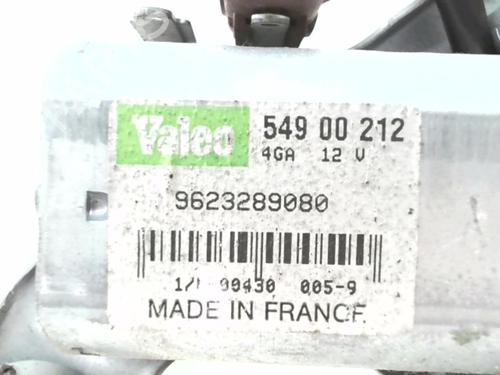 Valeo
549 00 212
4GA 12 V
9623289080
00430 005-9
MADE IN FRANCE